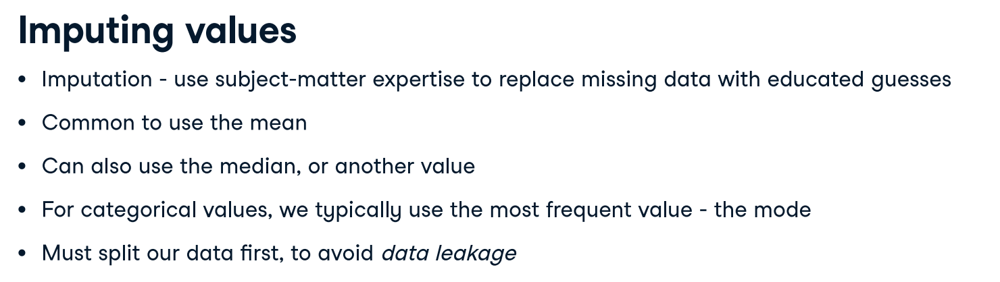 Imputing values
• Imputation - use subject-matter expertise to replace missing data with educated guesses
• Common to use the mean
• Can also use the median, or another value
• For categorical values, we typically use the most frequent value - the mode
• Must split our data first, to avoid data leakage